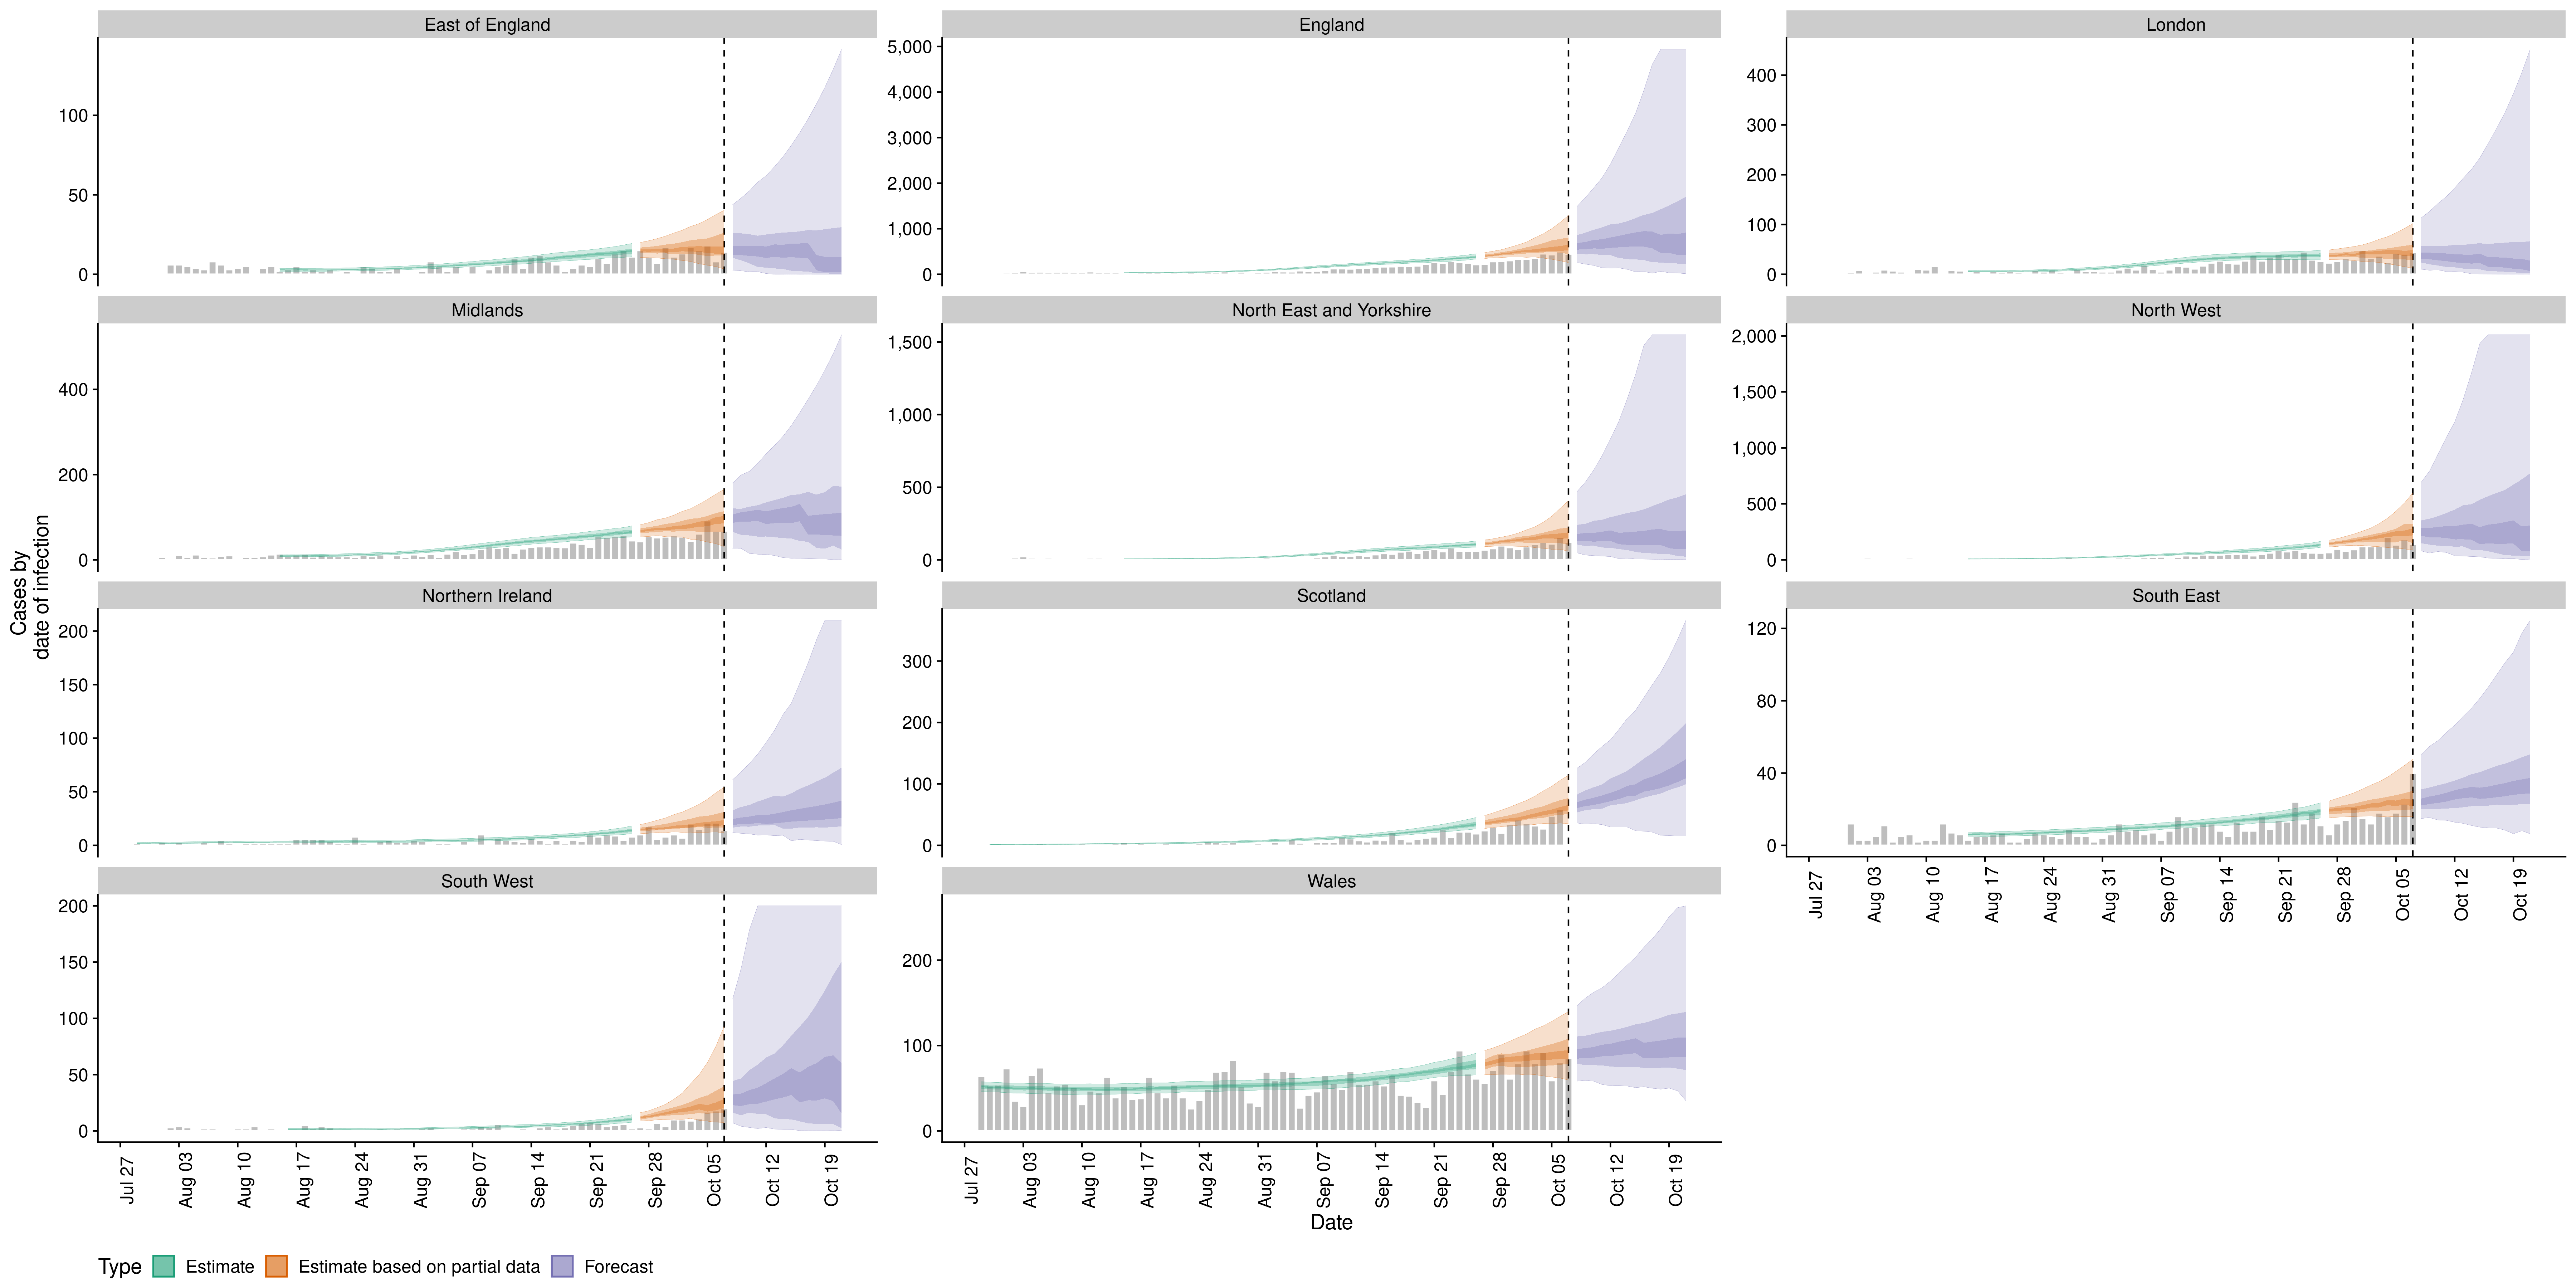 East of England
England
London
100
50
0
5,000
4,000
3,000
2,000
1,000
0
400
300
200
100
0
Midlands
North East and Yorkshire
North West
400
200
0
1,500
1,000
500
0
2,000
1,500
1,000
500
0
Cases by
date of infection
Northern Ireland
Scotland
South East
200
150
100
50
0
300
200
100
0
120
80
40
0
Jul 27
Aug 03
Aug 10
Aug 17
Aug 24
Aug 31
Sep 07
Sep 14
Sep 21
Sep 28
Oct 05
Oct 12
Oct 19
South West
Wales
200
150
100
50
0
200
100
0
Jul 27
Aug 03
Aug 10
Aug 17
Aug 24
Aug 31
Sep 07
Sep 14
Sep 21
Sep 28
Oct 05
Oct 12
Oct 19
Jul 27
Aug 03
Aug 10
Aug 17
Aug 24
Aug 31
Sep 07
Sep 14
Sep 21
Sep 28
Oct 05
Oct 12
Oct 19
Date
Type Estimate Estimate based on partial data Forecast